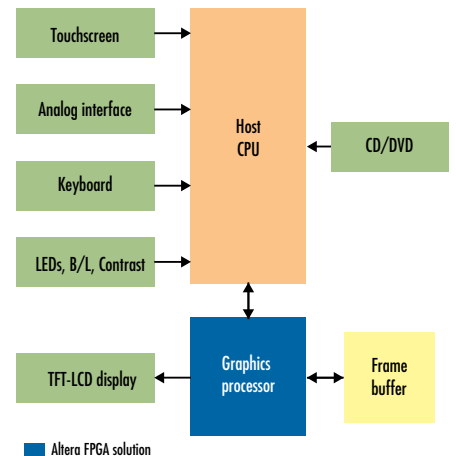 Touchscreen
Analog interface
Host
CPU
CD/DVD
Keyboard
LEDs, B/L, Contrast
Graphics
processor
TFT-LCD display
Frame
buffer
Altera FPGA solution